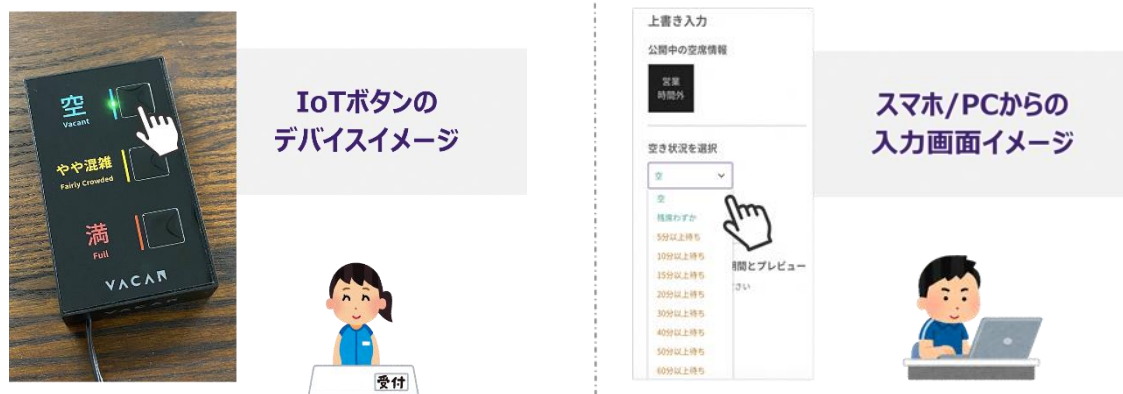 空
Vacant
やや混雑
Fairly Crowded
満
Full
VACAN
VACAN
IoTボタンの
デバイスイメージ
受付
上書き入力
公開中の空席情報
営業
時間外
空き状況を選択
空
空
残席わずか
5分以上待ち
10分以上待ち
15分以上待ち
20分以上待ち
30分以上待ち
40分以上待ち
50分以上待ち
60分以上待ち
期間とプレビュー
ださい
スマホ/PCからの
入力画面イメージ